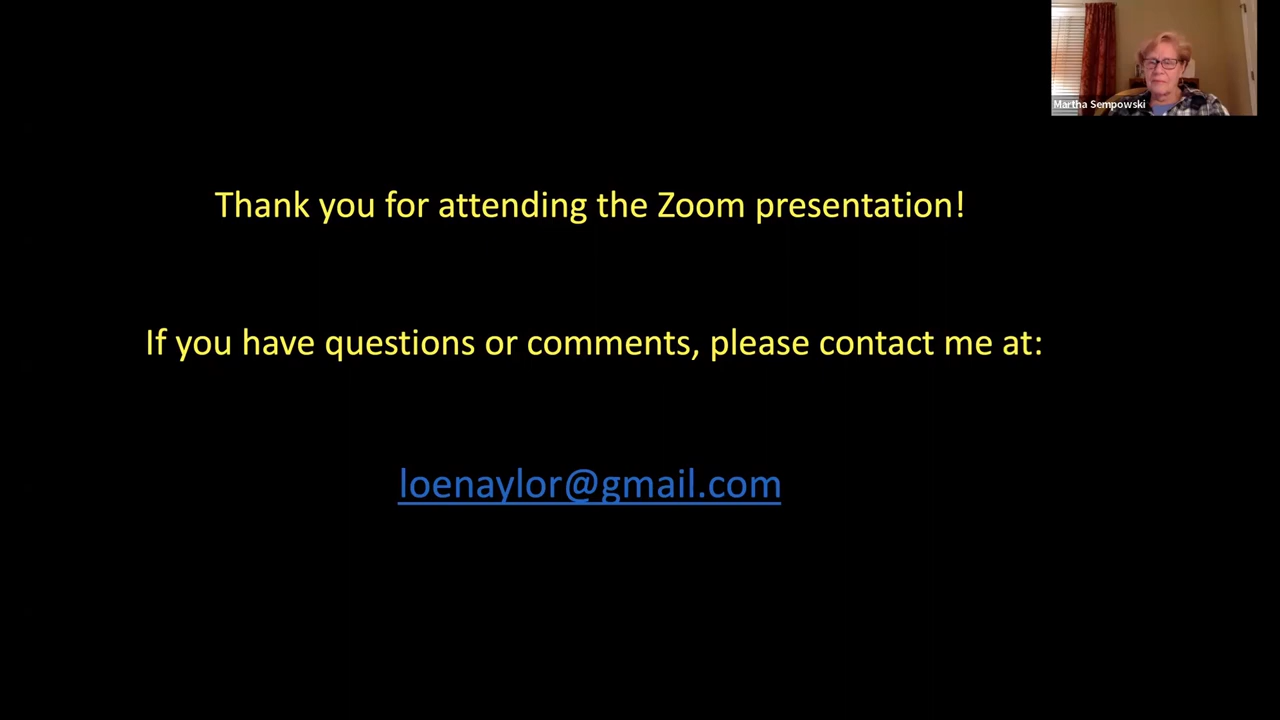 Martha Sempowski
Thank you for attending the Zoom presentation!
If you have questions or comments, please contact me at:
loenaylor@gmail.com